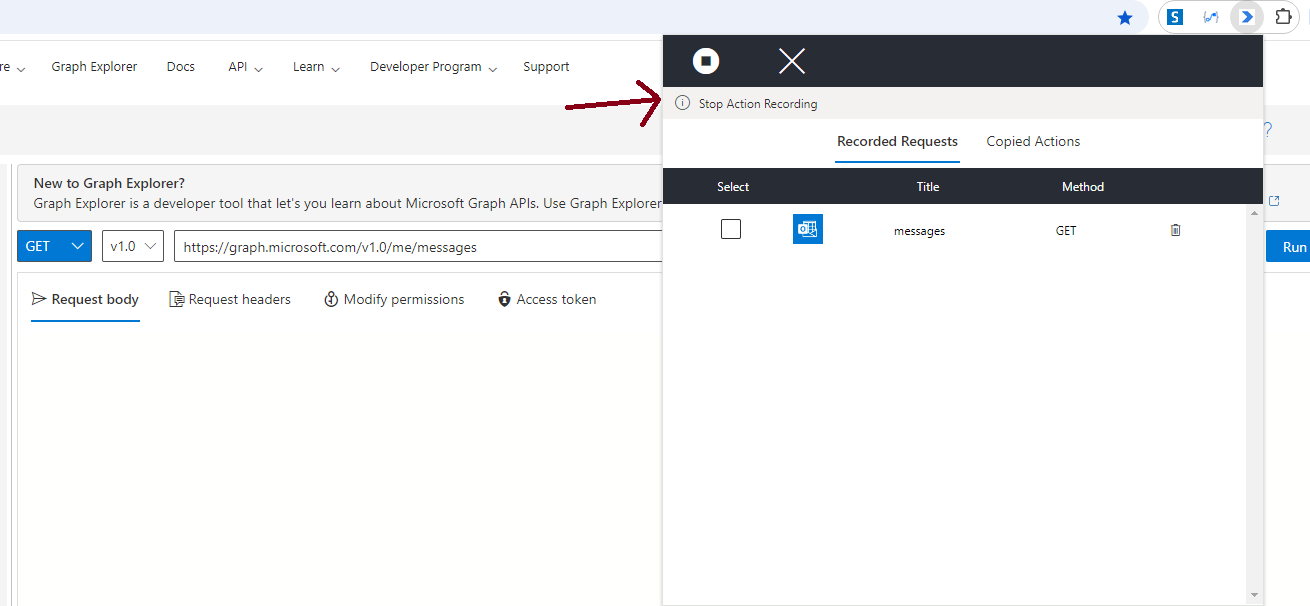 S
re
Graph Explorer
Docs
API
Learn
Developer Program
Support
Stop Action Recording
?
Recorded Requests
Copied Actions
Select
Title
Method
messages
GET
New to Graph Explorer?
Graph Explorer is a developer tool that let's you learn about Microsoft Graph APIs. Use Graph Explorer
GET
v1.0
https://graph.microsoft.com/v1.0/me/messages
Run
Request body
Request headers
Modify permissions
Access token